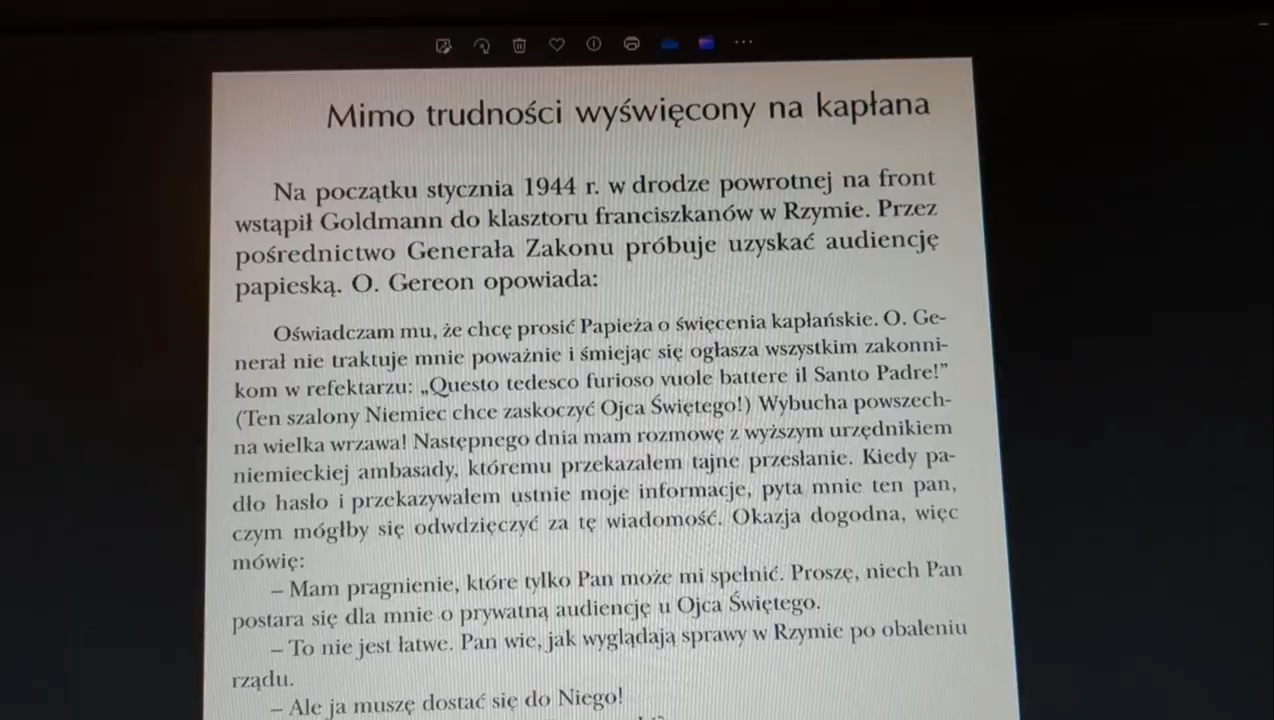 Mimo trudności wyświęcony na kapłana
Na początku stycznia 1944 r. w drodze powrotnej na front
wstąpił Goldmann do klasztoru franciszkanów w Rzymie. Przez
pośrednictwo Generała Zakonu próbuje uzyskać audiencję
papieską. O. Gereon opowiada:
Oświadczam mu, że chcę prosić Papieża o święcenia kapłańskie. O. Ge-
nerał nie traktuje mnie poważnie i śmiejąc się ogłasza wszystkim zakonni-
kom w refektarzu: „Questo tedesco furioso vuole battere il Santo Padre!”
(Ten szalony Niemiec chce zaskoczyć Ojca Świętego!) Wybucha powszech-
na wielka wrzawa! Następnego dnia mam rozmowę z wyższym urzędnikiem
niemieckiej ambasady, któremu przekazałem tajne przesłanie. Kiedy pa-
dło hasło i przekazywałem ustnie moje informacje, pyta mnie ten pan,
czym mógłby się odwdzięczyć za tę wiadomość. Okazja dogodna, więc
mówię:
– Mam pragnienie, które tylko Pan może mi spełnić. Proszę, niech Pan
postara się dla mnie o prywatną audiencję u Ojca Świętego.
– To nie jest łatwe. Pan wie, jak wyglądają sprawy w Rzymie po obaleniu
rządu.
– Ale ja muszę dostać się do Niego!